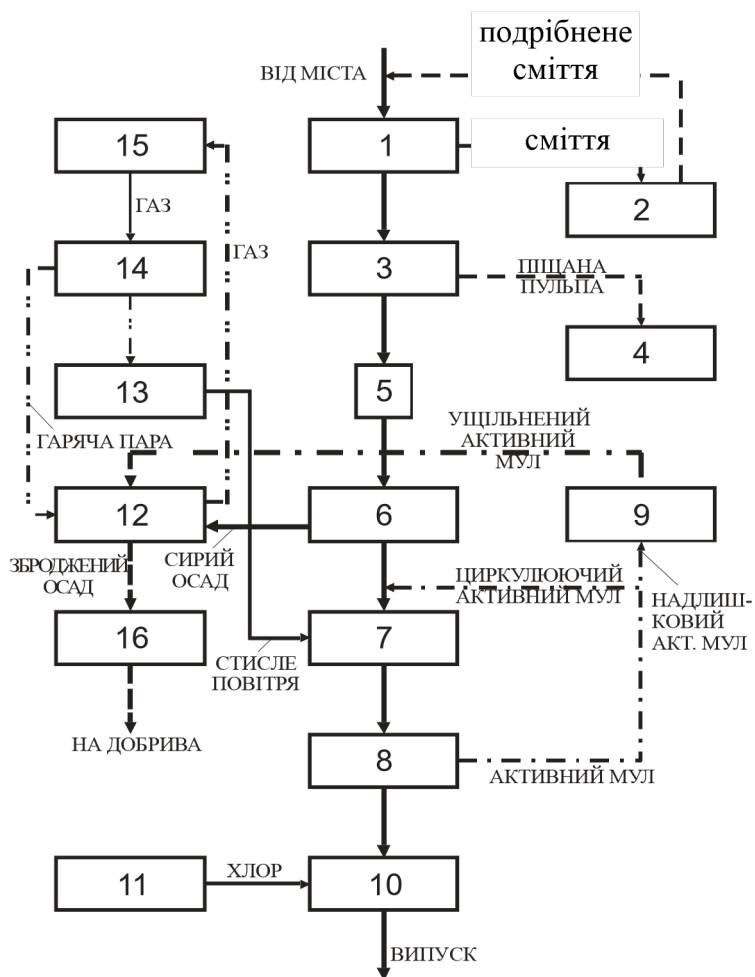 подрібнене
сміття
ВІД МІСТА
15
1
сміття
2
ГАЗ
ГАЗ
14
3
ПІЩАНА
ПУЛЬПА
4
13
5
ГАРЯЧА ПАРА
УЩІЛЬНЕНИЙ
АКТИВНИЙ
МУЛ
12
6
9
ЗБРОДЖЕНИЙ
ОСАД
СИРИЙ
ОСАД
ЦИРКУЛЮЮЧИЙ
АКТИВНИЙ МУЛ
НАДЛИШ-
КОВИЙ
АКТ. МУЛ
16
7
СТИСЛЕ
ПОВІТРЯ
НА ДОБРИВА
8
АКТИВНИЙ МУЛ
11
ХЛОР
10
ВИПУСК